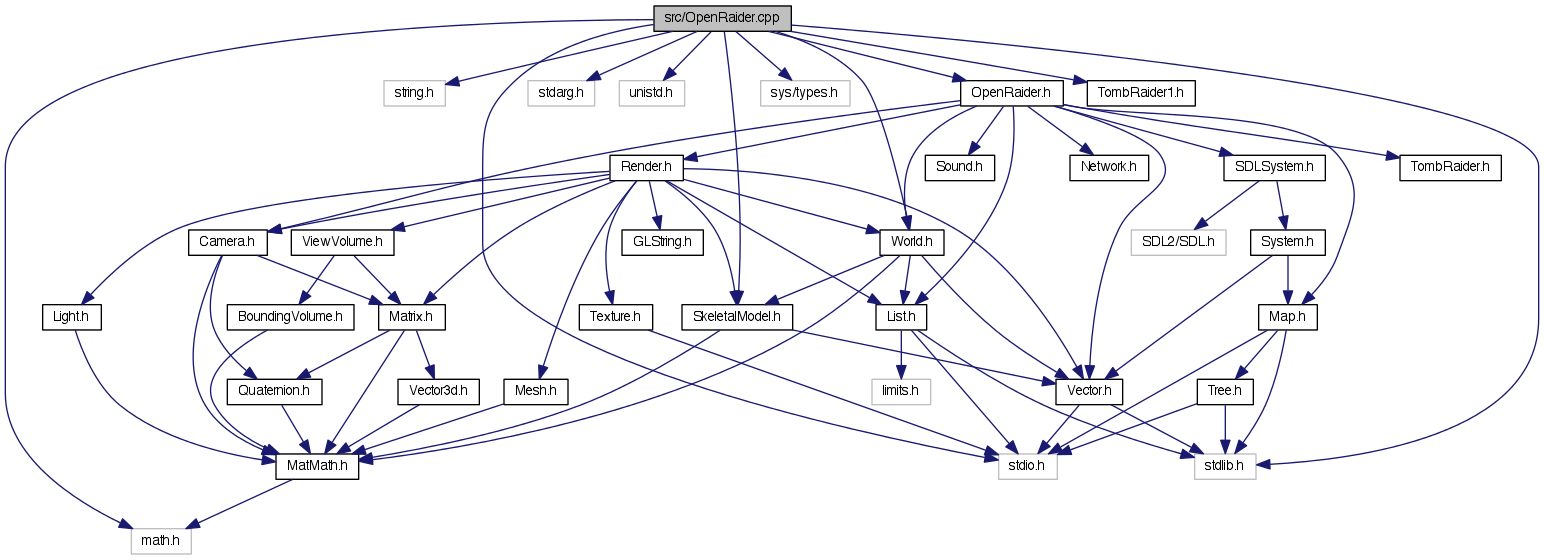 src/OpenRaider.cpp
string.h
stdarg.h
unistd.h
sys/types.h
OpenRaider.h
TombRaider1.h
Render.h
Sound.h
Network.h
SDLSystem.h
TombRaider.h
Camera.h
ViewVolume.h
GLString.h
World.h
SDL2/SDL.h
System.h
Light.h
BoundingVolume.h
Matrix.h
Texture.h
SkeletalModel.h
List.h
Map.h
Quaternion.h
Vector3d.h
Mesh.h
limits.h
Vector.h
Tree.h
MatMath.h
stdio.h
stdlib.h
math.h